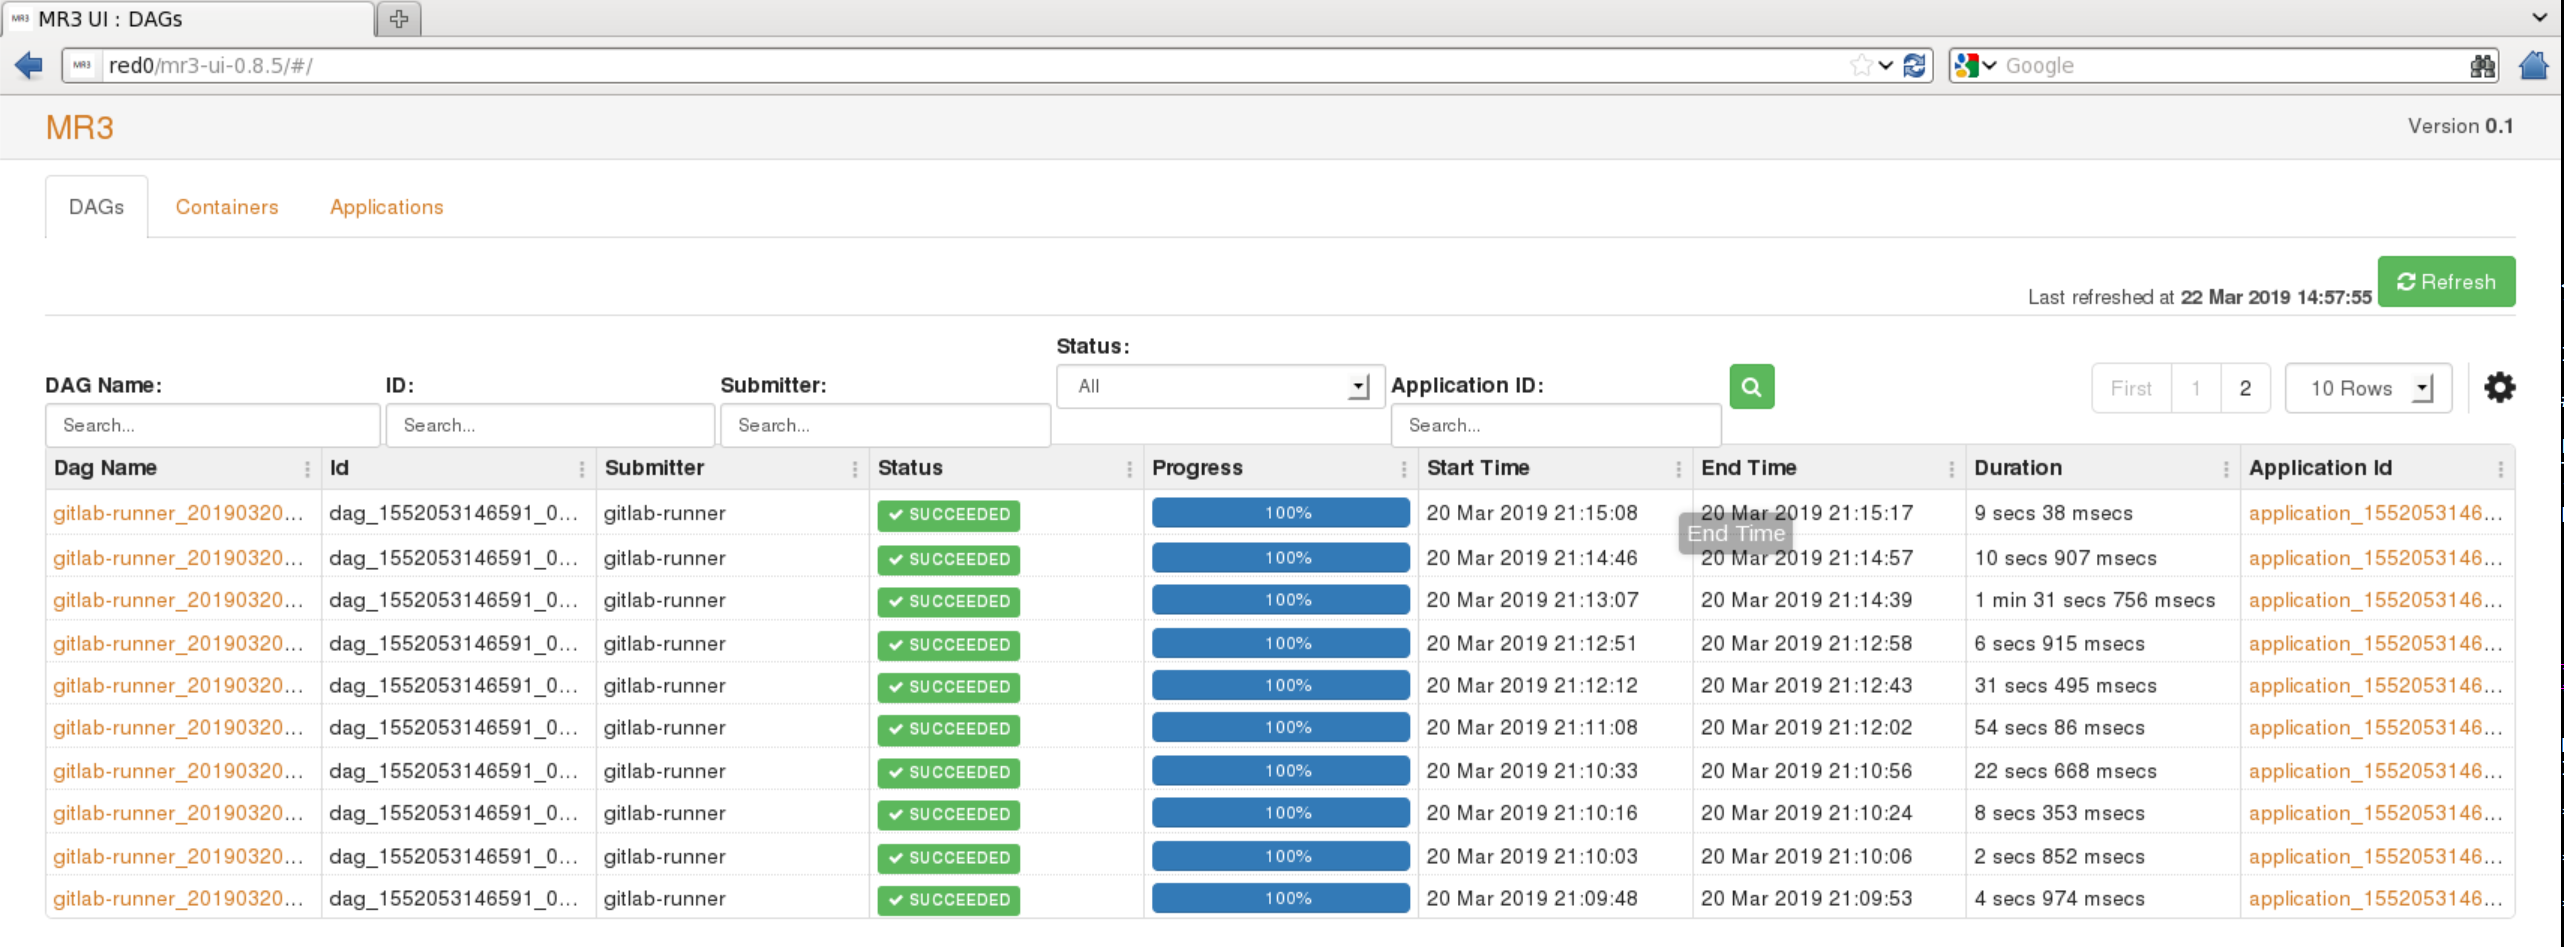 MR3 MR3 UI : DAGs
MR3 red0/mr3-ui-0.8.5/#/ Google
MR3 Version 0.1
DAGs Containers Applications
Last refreshed at 22 Mar 2019 14:57:55 Refresh
Status:
DAG Name: ID: Submitter: All Application ID: First 1 2 10 Rows
Search... Search... Search... Search...
Dag Name Id Submitter Status Progress Start Time End Time Duration Application Id
gitlab-runner_20190320... dag_1552053146591_0... gitlab-runner SUCCEEDED 100% 20 Mar 2019 21:15:08 20 Mar 2019 21:15:17 9 secs 38 msecs application_1552053146...
End Time
gitlab-runner_20190320... dag_1552053146591_0... gitlab-runner SUCCEEDED 100% 20 Mar 2019 21:14:46 20 Mar 2019 21:14:57 10 secs 907 msecs application_1552053146...
gitlab-runner_20190320... dag_1552053146591_0... gitlab-runner SUCCEEDED 100% 20 Mar 2019 21:13:07 20 Mar 2019 21:14:39 1 min 31 secs 756 msecs application_1552053146...
gitlab-runner_20190320... dag_1552053146591_0... gitlab-runner SUCCEEDED 100% 20 Mar 2019 21:12:51 20 Mar 2019 21:12:58 6 secs 915 msecs application_1552053146...
gitlab-runner_20190320... dag_1552053146591_0... gitlab-runner SUCCEEDED 100% 20 Mar 2019 21:12:12 20 Mar 2019 21:12:43 31 secs 495 msecs application_1552053146...
gitlab-runner_20190320... dag_1552053146591_0... gitlab-runner SUCCEEDED 100% 20 Mar 2019 21:11:08 20 Mar 2019 21:12:02 54 secs 86 msecs application_1552053146...
gitlab-runner_20190320... dag_1552053146591_0... gitlab-runner SUCCEEDED 100% 20 Mar 2019 21:10:33 20 Mar 2019 21:10:56 22 secs 668 msecs application_1552053146...
gitlab-runner_20190320... dag_1552053146591_0... gitlab-runner SUCCEEDED 100% 20 Mar 2019 21:10:16 20 Mar 2019 21:10:24 8 secs 353 msecs application_1552053146...
gitlab-runner_20190320... dag_1552053146591_0... gitlab-runner SUCCEEDED 100% 20 Mar 2019 21:10:03 20 Mar 2019 21:10:06 2 secs 852 msecs application_1552053146...
gitlab-runner_20190320... dag_1552053146591_0... gitlab-runner SUCCEEDED 100% 20 Mar 2019 21:09:48 20 Mar 2019 21:09:53 4 secs 974 msecs application_1552053146...